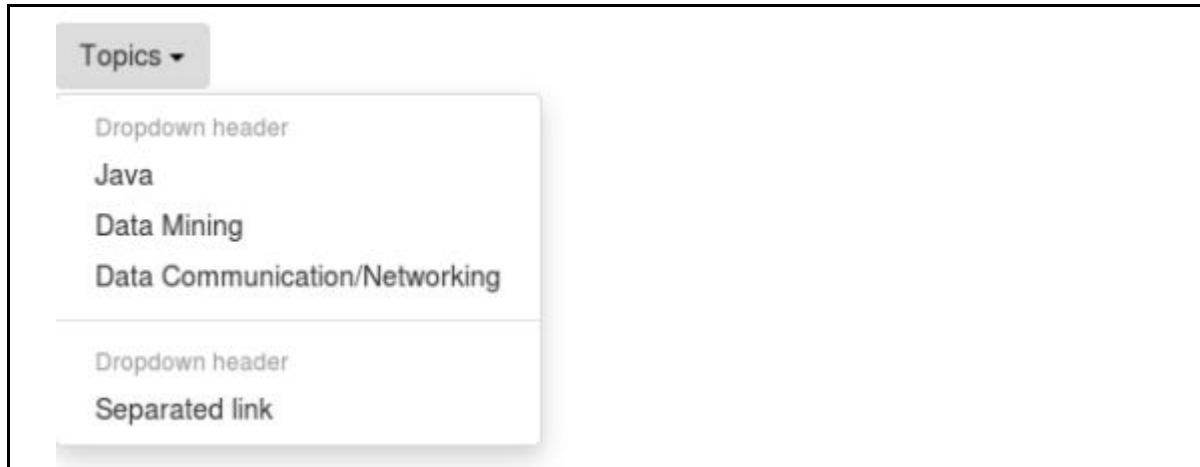 Topics
Dropdown header
Java
Data Mining
Data Communication/Networking
Dropdown header
Separated link